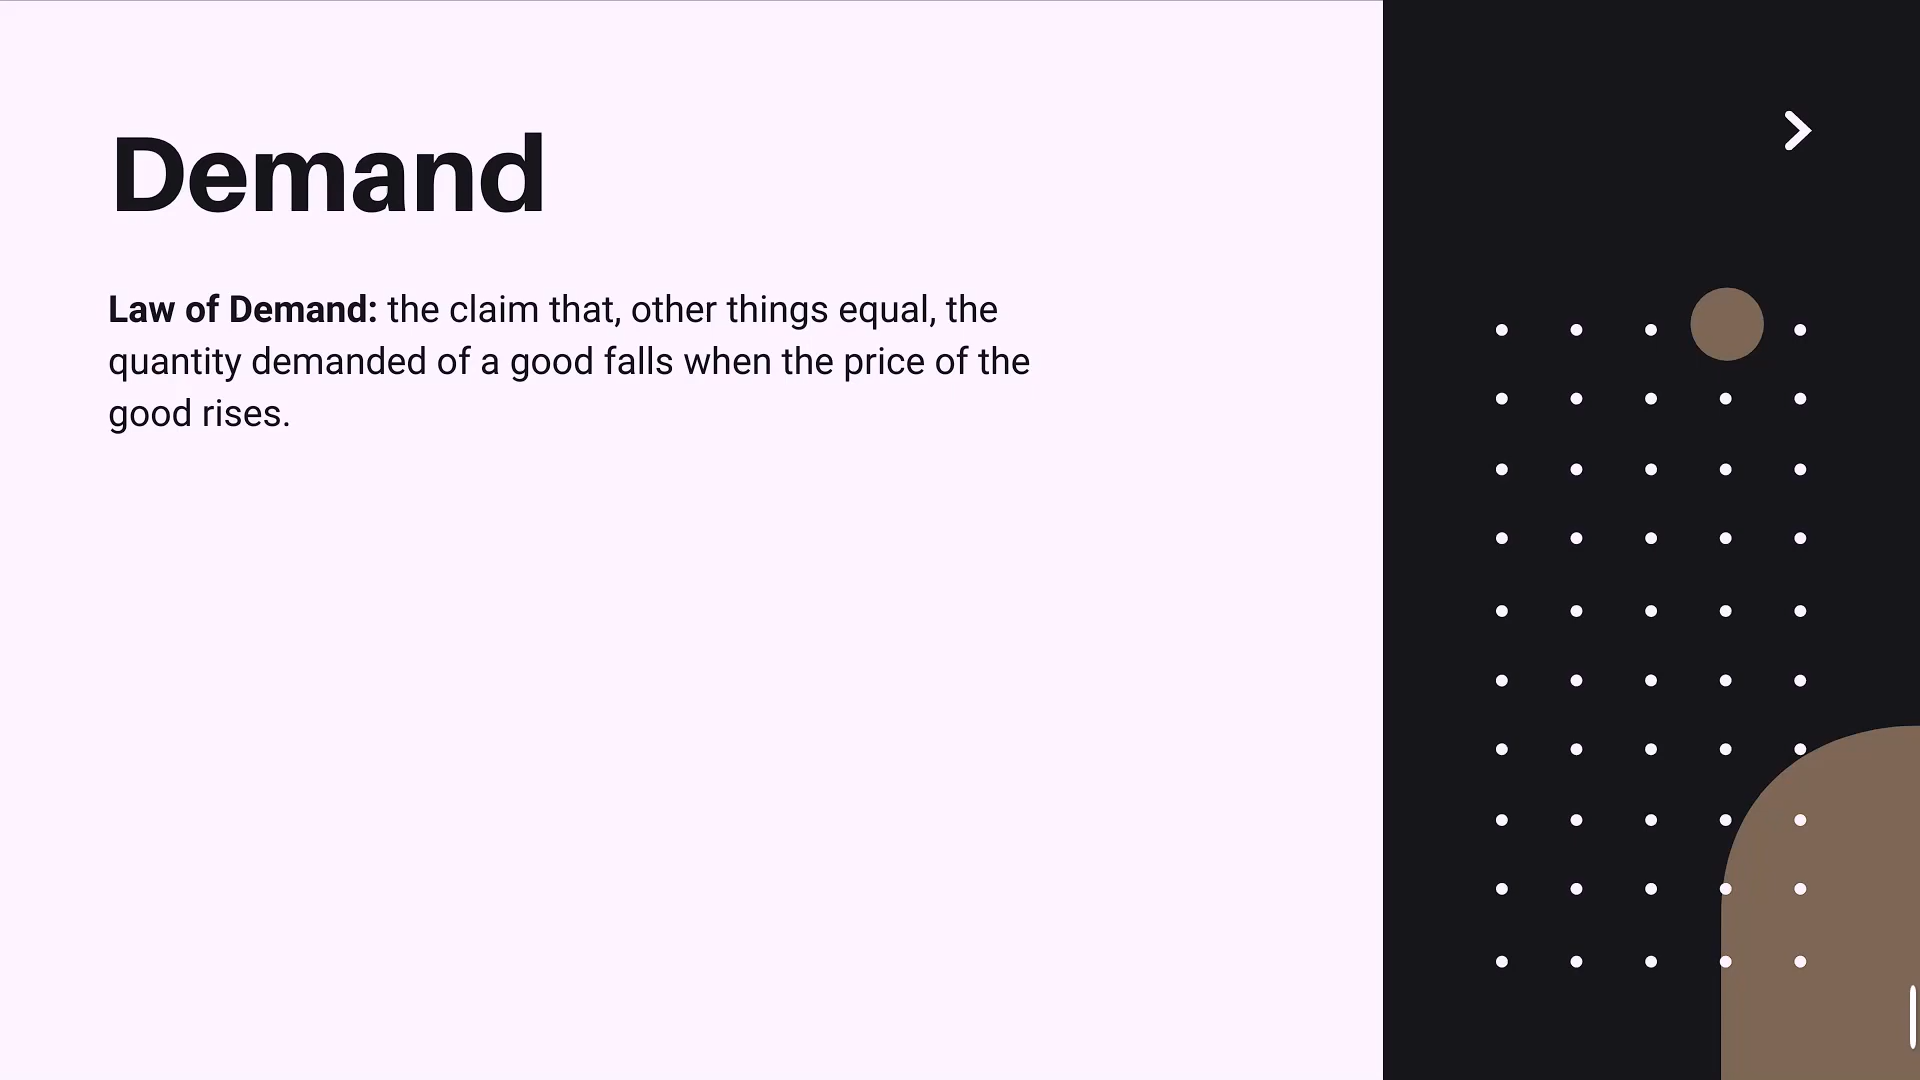 Demand
Law of Demand: the claim that, other things equal, the
quantity demanded of a good falls when the price of the
good rises.